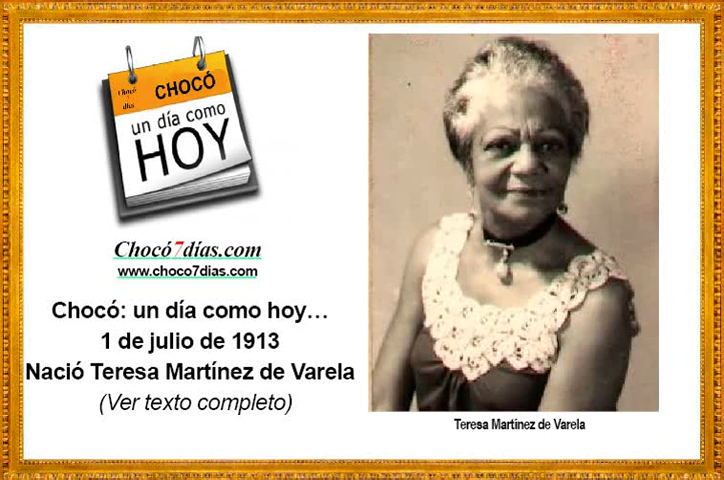 Chocó
7
días
CHOCÓ
un día como
HOY
Chocó7días.com
www.choco7dias.com
Chocó: un día como hoy…
1 de julio de 1913
Nació Teresa Martínez de Varela
(Ver texto completo)
Teresa Martínez de Varela